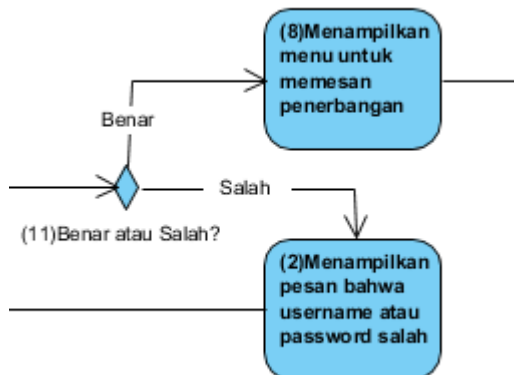 (8)Menampilkan
menu untuk
memesan
penerbangan
Benar
Salah
(11)Benar atau Salah?
(2)Menampilkan
pesan bahwa
username atau
password salah